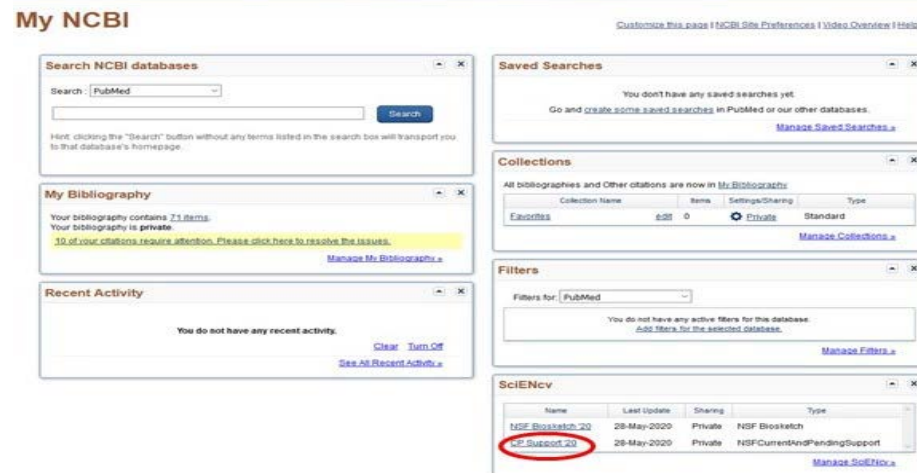 My NCBI
Customize this page | NCBI Site Preferences | Video Overview | Help
Search NCBI databases
Search : PubMed
Search
Hint: clicking the "Search" button without any terms listed in the search box will transport you
to that database's homepage.
My Bibliography
Your bibliography contains 71 items.
Your bibliography is private.
10 of your citations require attention. Please click here to resolve the issues.
Manage My Bibliography »
Recent Activity
You do not have any recent activity.
Clear Turn Off
See All Recent Activity »
Saved Searches
You don't have any saved searches yet.
Go and create some saved searches in PubMed or our other databases.
Manage Saved Searches »
Collections
All bibliographies and Other citations are now in My Bibliography
Collection Name Items Settings/Sharing Type
Favorites edit 0 Private Standard
Manage Collections »
Filters
Filters for: PubMed
You do not have any active filters for this database.
Add filters for the selected database.
Manage Filters »
SciENcv
Name Last Update Sharing Type
NSF Biosketch '20 28-May-2020 Private NSF Biosketch
CP Support '20 28-May-2020 Private NSFCurrentAndPendingSupport
Manage SciENcv »